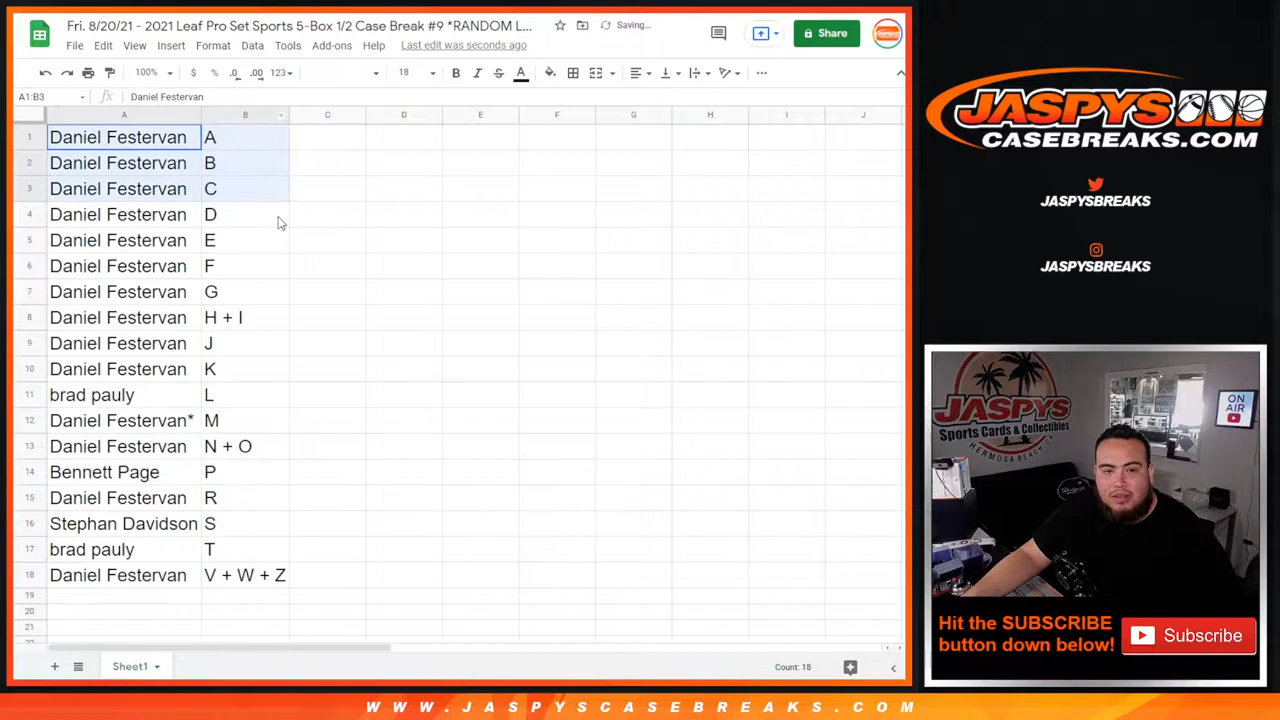 Fri. 8/20/21 - 2021 Leaf Pro Set Sports 5-Box 1/2 Case Break #9 *RANDOM L...
Saving...
Share
File Edit View Insert Format Data Tools Add-ons Help Last edit was seconds ago
100% $ % .0 .00 123 18 B I S A
A1:B3 fx Daniel Festervan
A B C D E F G H I J
1 Daniel Festervan A
2 Daniel Festervan B
3 Daniel Festervan C
4 Daniel Festervan D
5 Daniel Festervan E
6 Daniel Festervan F
7 Daniel Festervan G
8 Daniel Festervan H + I
9 Daniel Festervan J
10 Daniel Festervan K
11 brad pauly L
12 Daniel Festervan* M
13 Daniel Festervan N + O
14 Bennett Page P
15 Daniel Festervan R
16 Stephan Davidson S
17 brad pauly T
18 Daniel Festervan V + W + Z
19
20
21
Sheet1
Count: 18
JASPYS
CASEBREAKS.COM
JASPYSBREAKS
JASPYSBREAKS
JASPYS
Sports Cards & Collectibles
HERMOSA BEACH, CA
ON
AIR
Hit the SUBSCRIBE
button down below!
Subscribe
WWW.JASPYSCASEBREAKS.COM